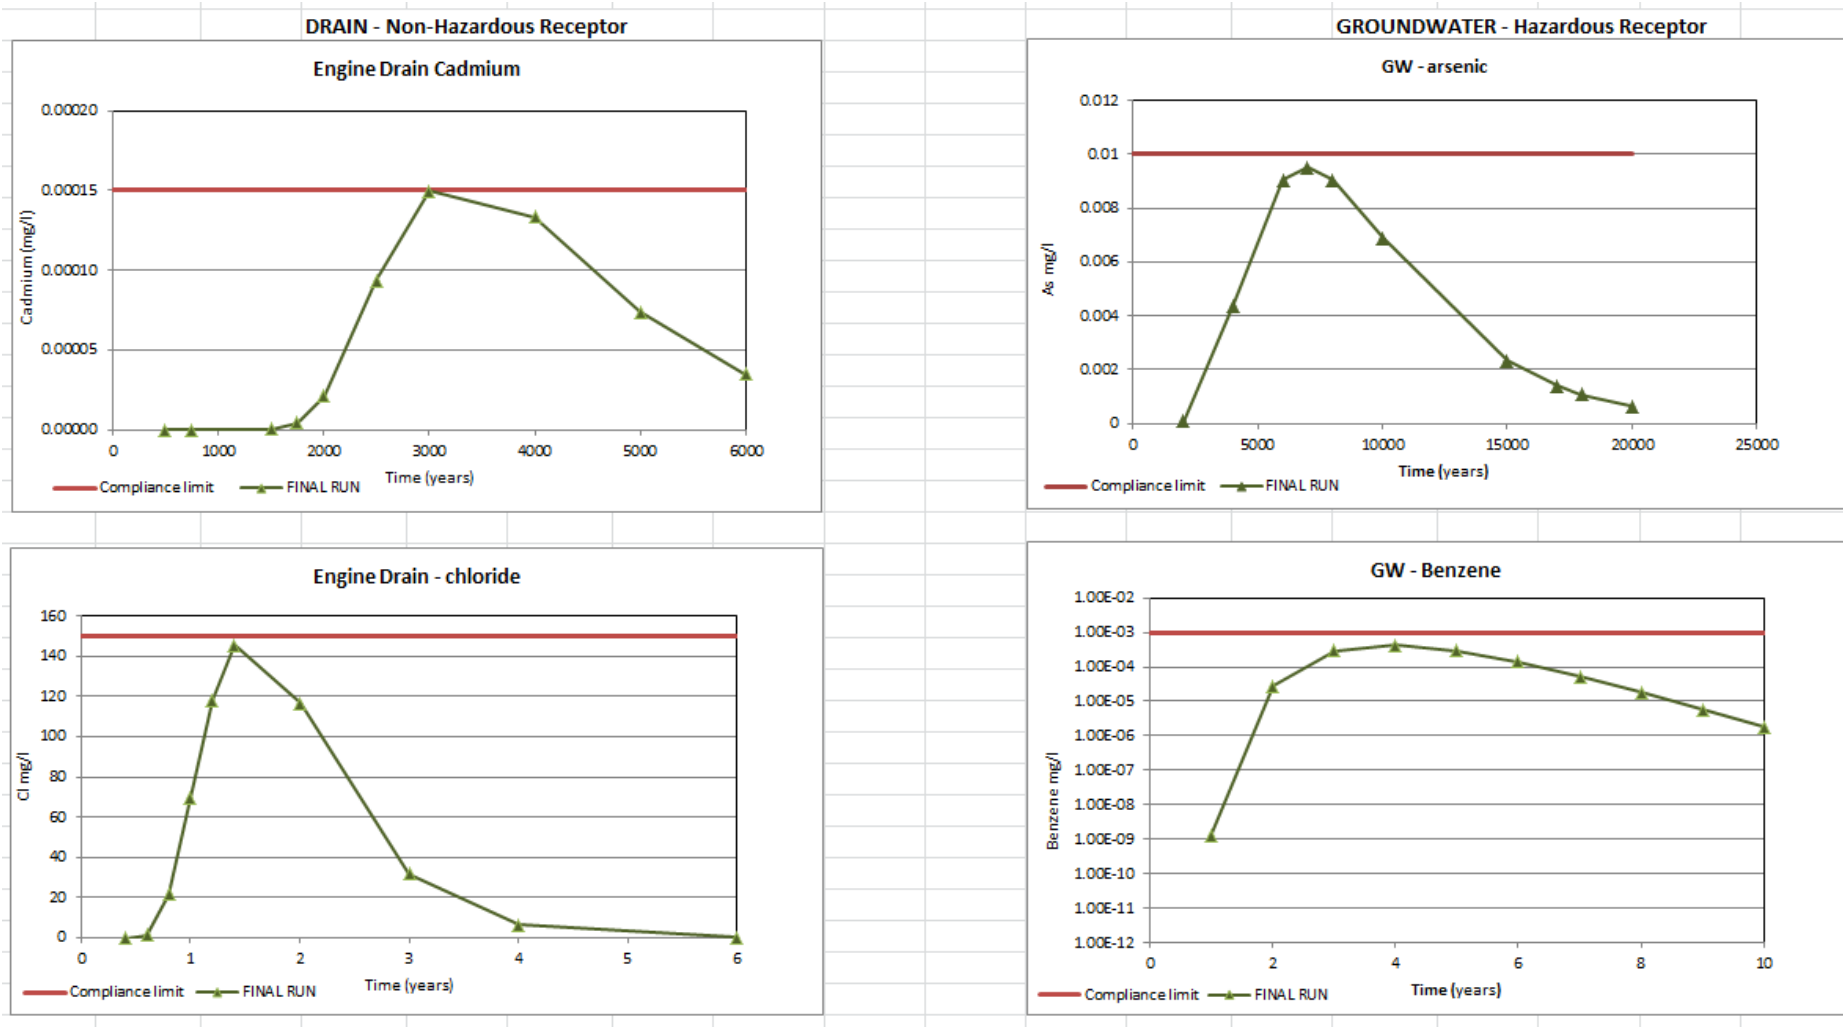 DRAIN - Non-Hazardous Receptor
GROUNDWATER - Hazardous Receptor
Engine Drain Cadmium
0.00020
0.00015
0.00010
0.00005
0.00000
Cadmium (mg/l)
0 1000 2000 3000 4000 5000 6000
Time (years)
Compliance limit FINAL RUN
GW - arsenic
0.012
0.01
0.008
0.006
0.004
0.002
0
As mg/l
0 5000 10000 15000 20000 25000
Time (years)
Compliance limit FINAL RUN
Engine Drain - chloride
160
140
120
100
80
60
40
20
0
Cl mg/l
0 1 2 3 4 5 6
Time (years)
Compliance limit FINAL RUN
GW - Benzene
1.00E-02
1.00E-03
1.00E-04
1.00E-05
1.00E-06
1.00E-07
1.00E-08
1.00E-09
1.00E-10
1.00E-11
1.00E-12
Benzene mg/l
0 2 4 6 8 10
Time (years)
Compliance limit FINAL RUN